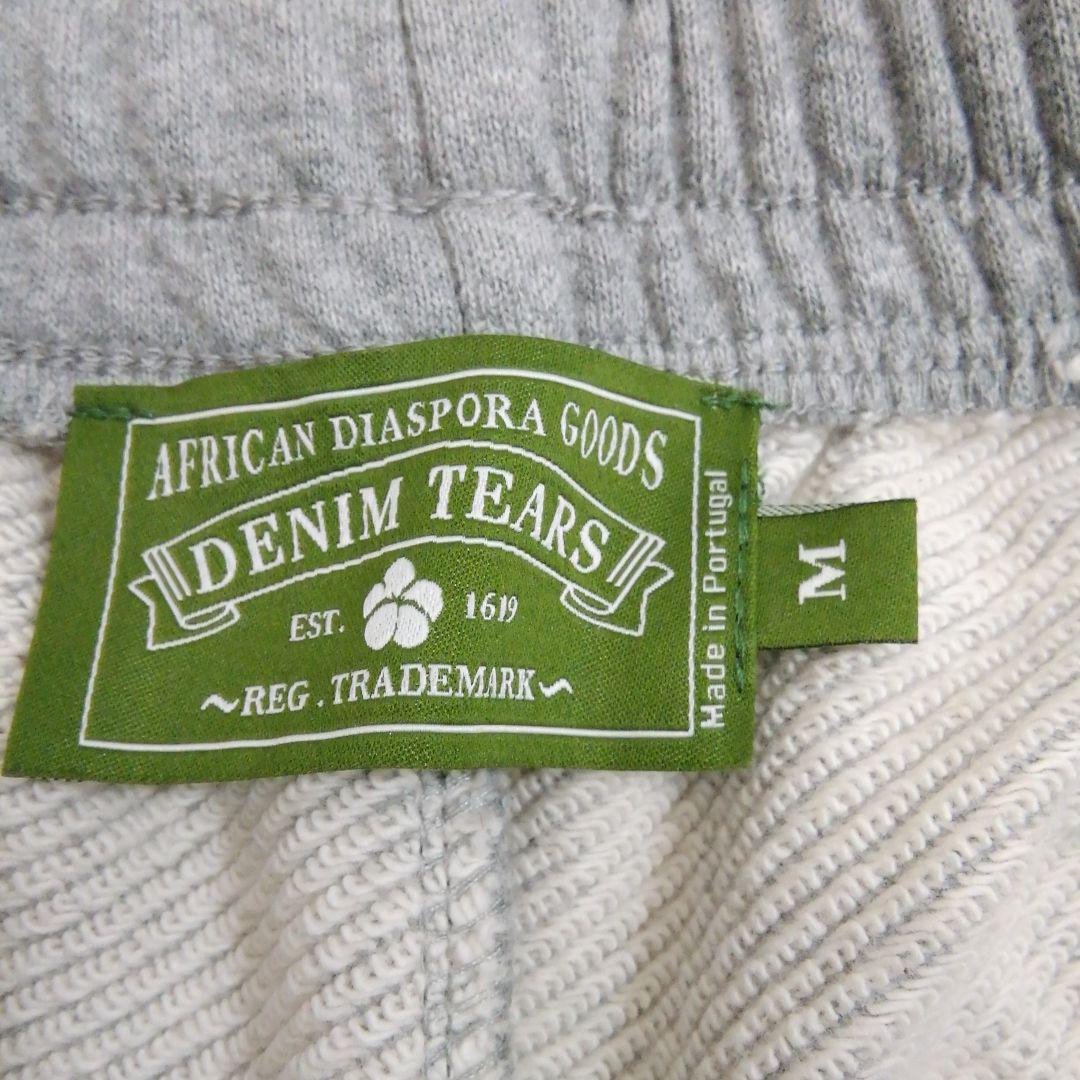 AFRICAN DIASPORA GOODS
DENIM TEARS
EST. 1619
~REG. TRADEMARK~
Made in Portugal
M